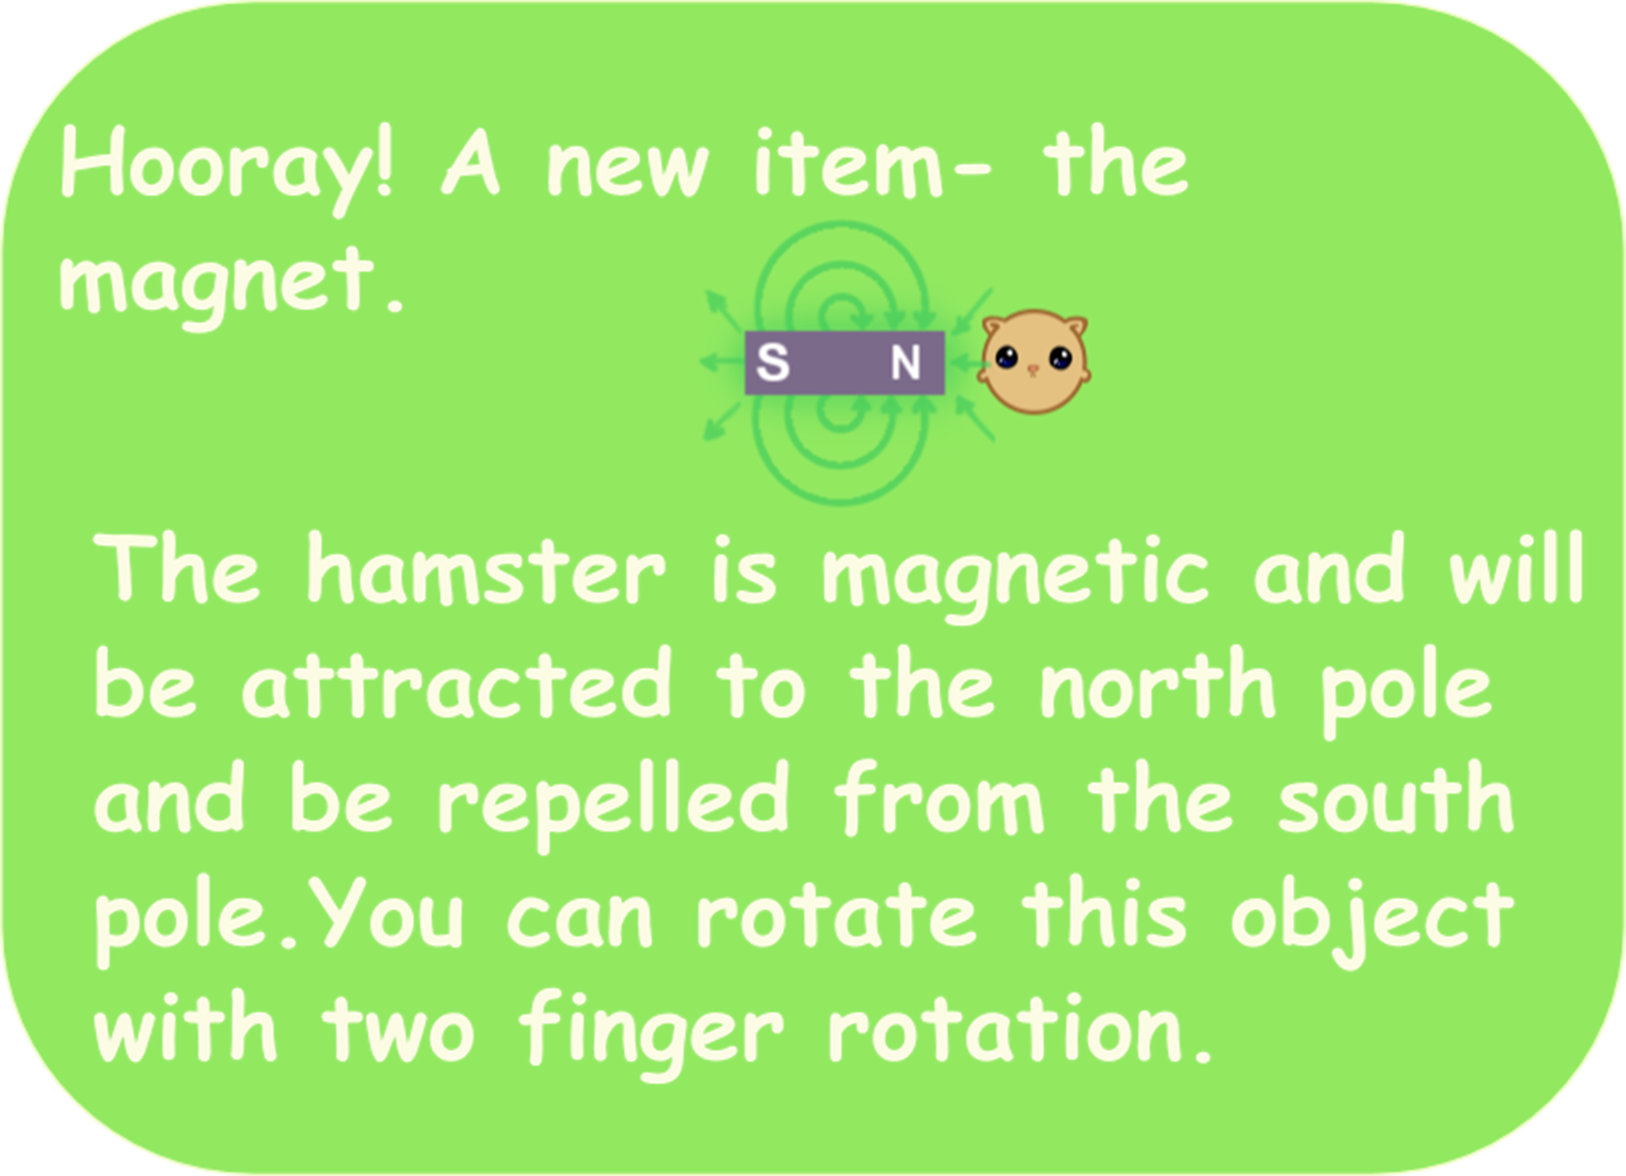 Hooray! A new item- the
magnet.
S N
The hamster is magnetic and will
be attracted to the north pole
and be repelled from the south
pole.You can rotate this object
with two finger rotation.